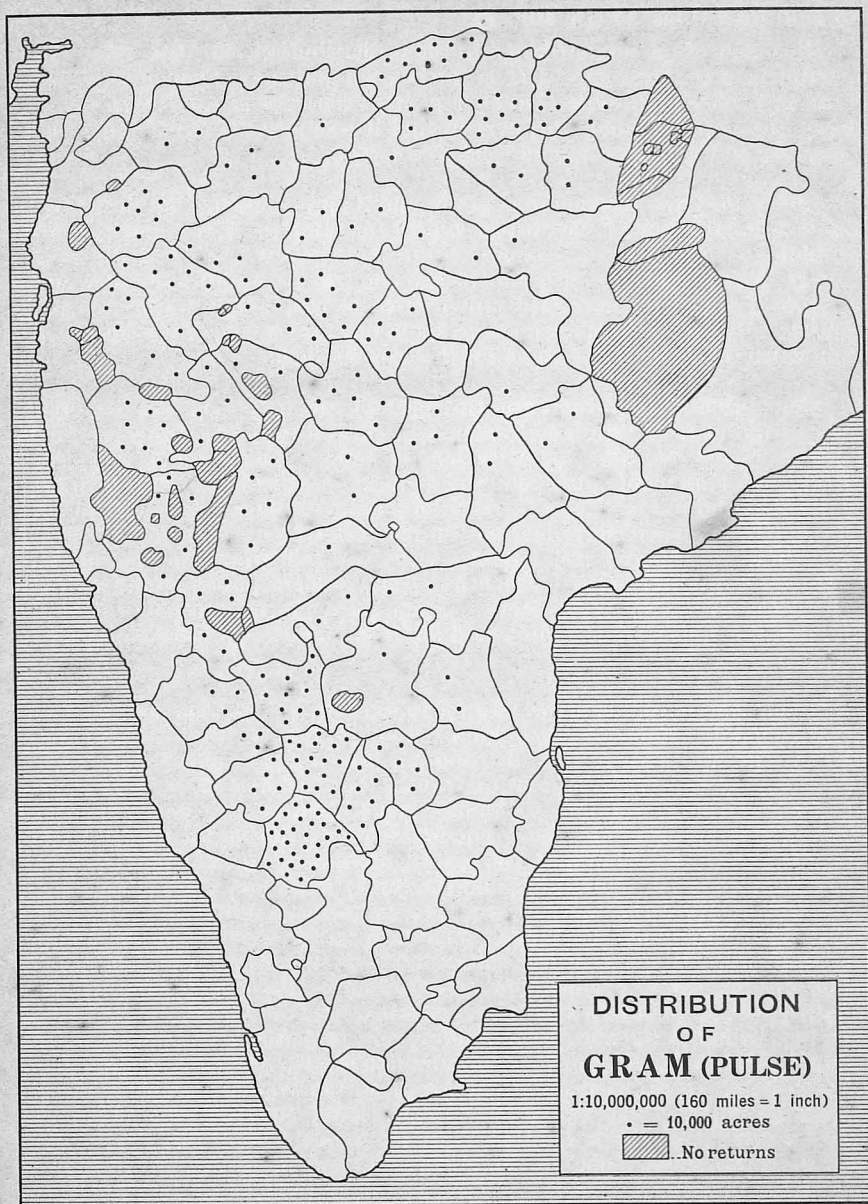 DISTRIBUTION
OF
GRAM (PULSE)
1:10,000,000 (160 miles = 1 inch)
• = 10,000 acres
No returns